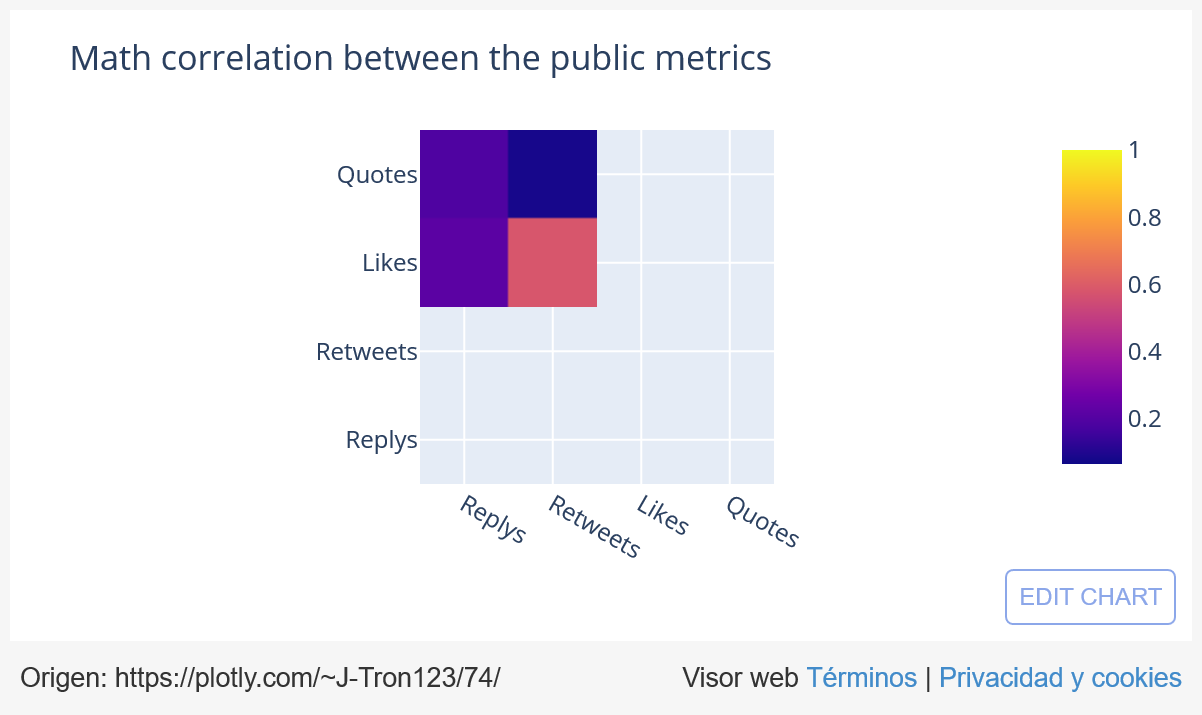 Math correlation between the public metrics
Quotes
Likes
Retweets
Replys
Replys
Retweets
Likes
Quotes
1
0.8
0.6
0.4
0.2
EDIT CHART
Origen: https://plotly.com/~J-Tron123/74/
Visor web Términos | Privacidad y cookies